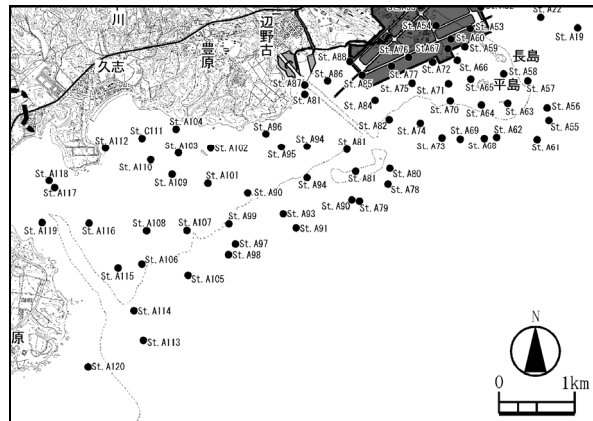 St. A22
St. A54
St. A53
St. A19
川
辺野古
St. A60
St. A59
豊原
St. A88
St. A76
St. A67
長島
久志
St. A77
St. A72
St. A66
St. A58
St. A87
St. A86
St. A85
St. A75
St. A71
St. A65
平島
St. A57
St. A81
St. A84
St. A70
St. A64
St. A63
St. A56
St. A104
St. A82
St. A74
St. A55
St. C111
St. A96
St. A112
St. A103
St. A102
St. A95
St. A94
St. A81
St. A73
St. A69
St. A68
St. A62
St. A61
St. A110
St. A118
St. A109
St. A101
St. A94
St. A81
St. A80
St. A117
St. A90
St. A78
St. A90
St. A79
St. A119
St. A116
St. A108
St. A107
St. A99
St. A93
St. A91
St. A97
St. A98
St. A106
St. A115
St. A105
St. A114
N
原
St. A113
St. A120
0 1km